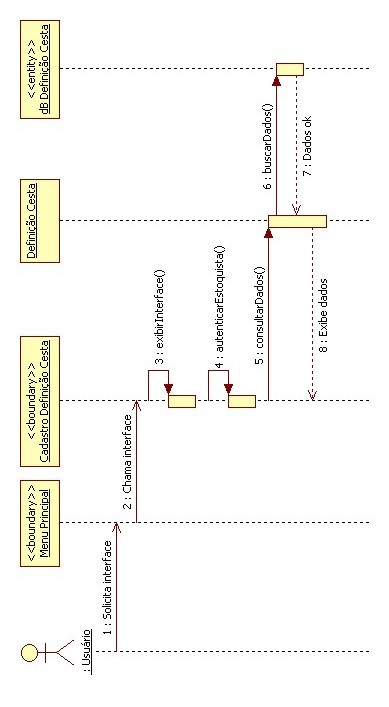 : Usuário
<<boundary>>
Menu Principal
<<boundary>>
Cadastro Definição Cesta
Definição Cesta
<<entity>>
dB Definição Cesta
1 : Solicita interface
2 : Chama interface
3 : exibirInterface()
4 : autenticarEstoquista()
5 : consultarDados()
6 : buscarDados()
7 : Dados ok
8 : Exibe dados